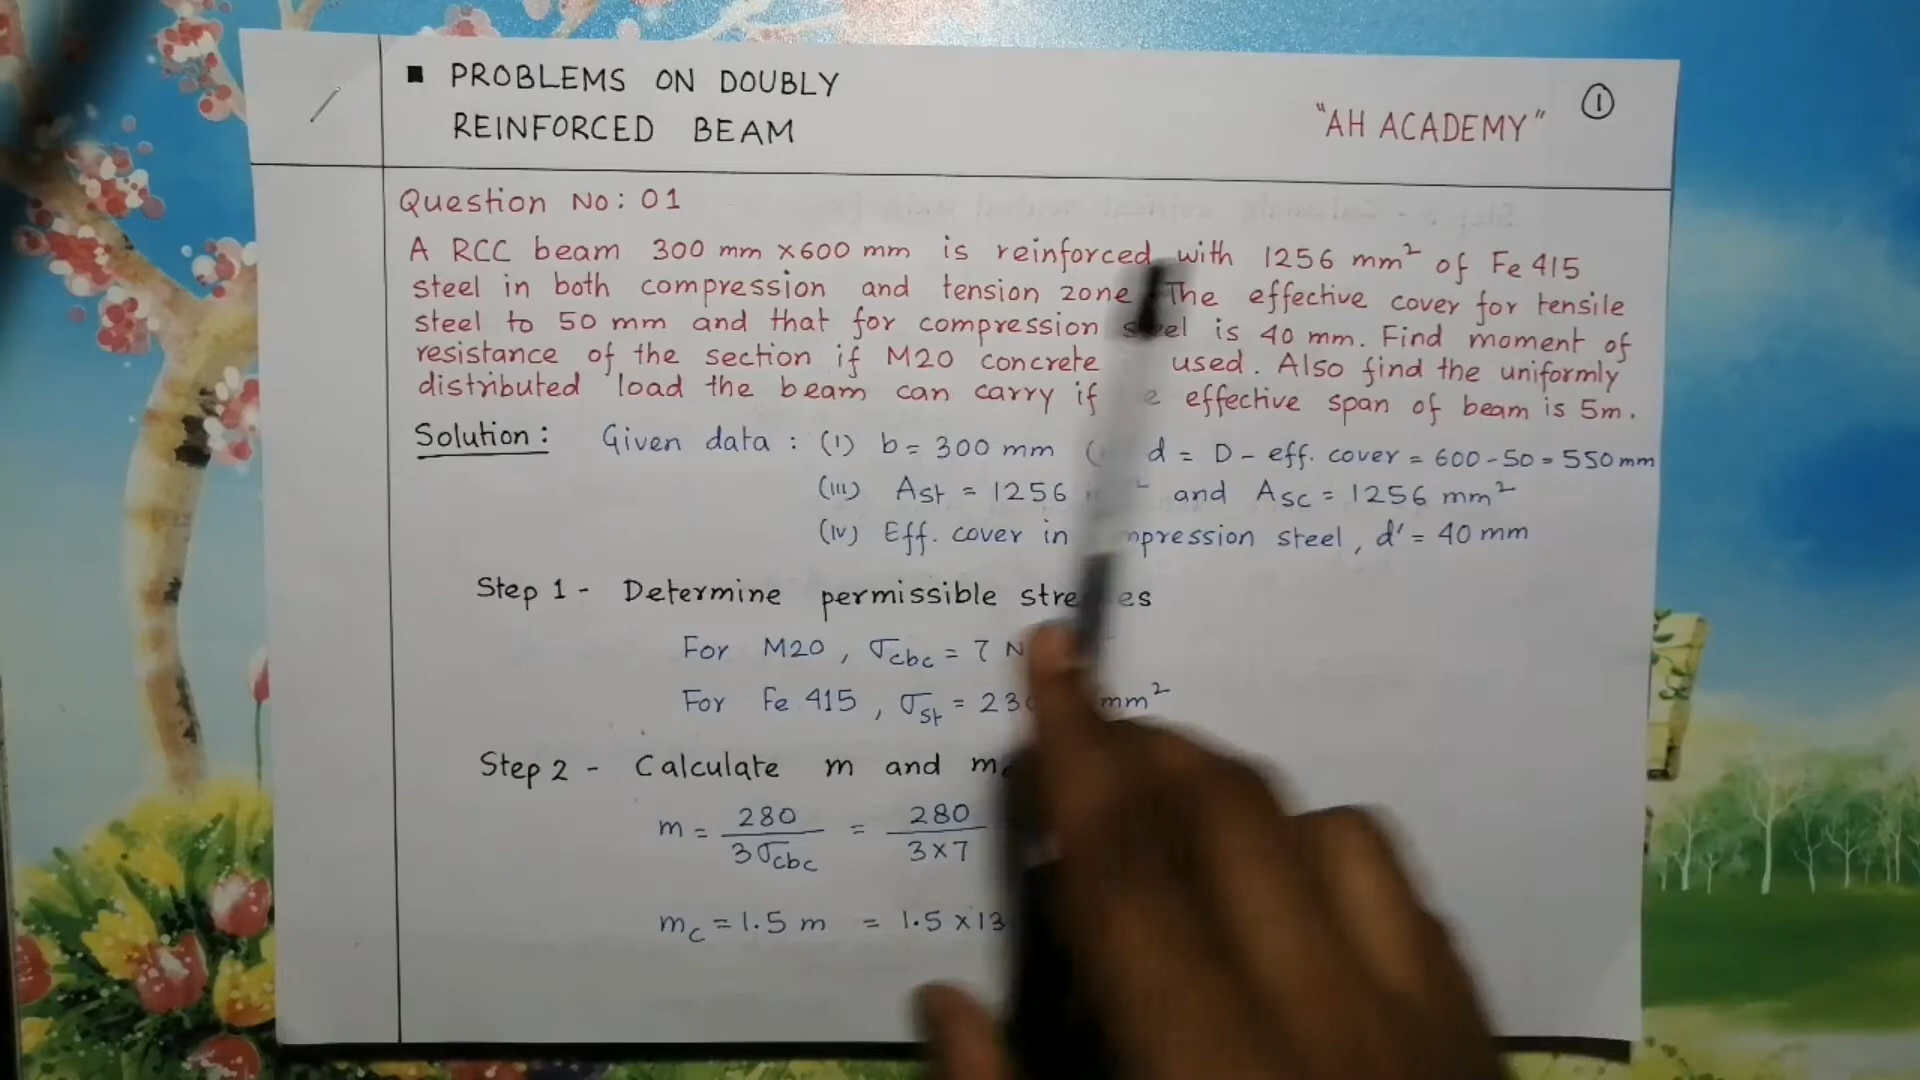 ■ PROBLEMS ON DOUBLY
REINFORCED BEAM
"AH ACADEMY"
1
Question No: 01
A RCC beam 300 mm x 600 mm is reinforced with 1256 mm² of Fe 415
steel in both compression and tension zone. The effective cover for tensile
steel to 50 mm and that for compression steel is 40 mm. Find moment of
resistance of the section if M20 concrete used. Also find the uniformly
distributed load the beam can carry if effective span of beam is 5m.
Solution: Given data : (i) b = 300 mm d = D - eff. cover = 600 - 50 = 550 mm
(iii) Ast = 1256 and Asc = 1256 mm²
(iv) Eff. cover in compression steel, d' = 40 mm
Step 1 - Determine permissible stresses
For M20, σcbc = 7 N
For Fe 415, σst = mm²
Step 2 - Calculate m and
m = 280 / 3σcbc = 280 / 3x7
mc = 1.5 m = 1.5 x 13